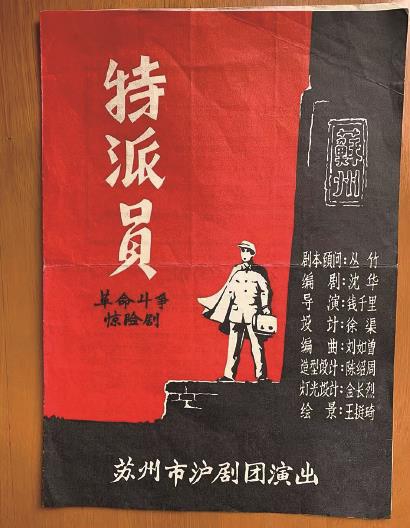 特派員
革命斗争
惊险剧
蘇州
剧本顾问:丛竹
编剧:沈华
导演:钱千里
设计:徐渠
编曲:刘如曾
造型设计:陈绍周
灯光设计:金长烈
绘景:王挺琦
苏州市沪剧团演出